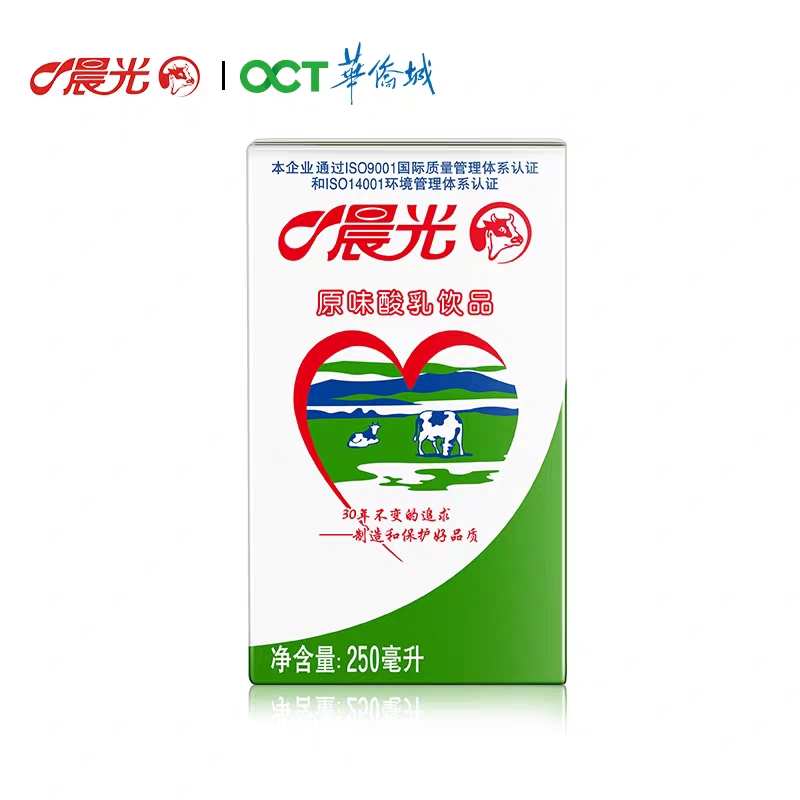 晨光 | OCT 華僑城
本企业通过ISO9001国际质量管理体系认证
和ISO14001环境管理体系认证
晨光
原味酸乳饮品
30年不变的追求
——制造和保护好品质
净含量:250毫升